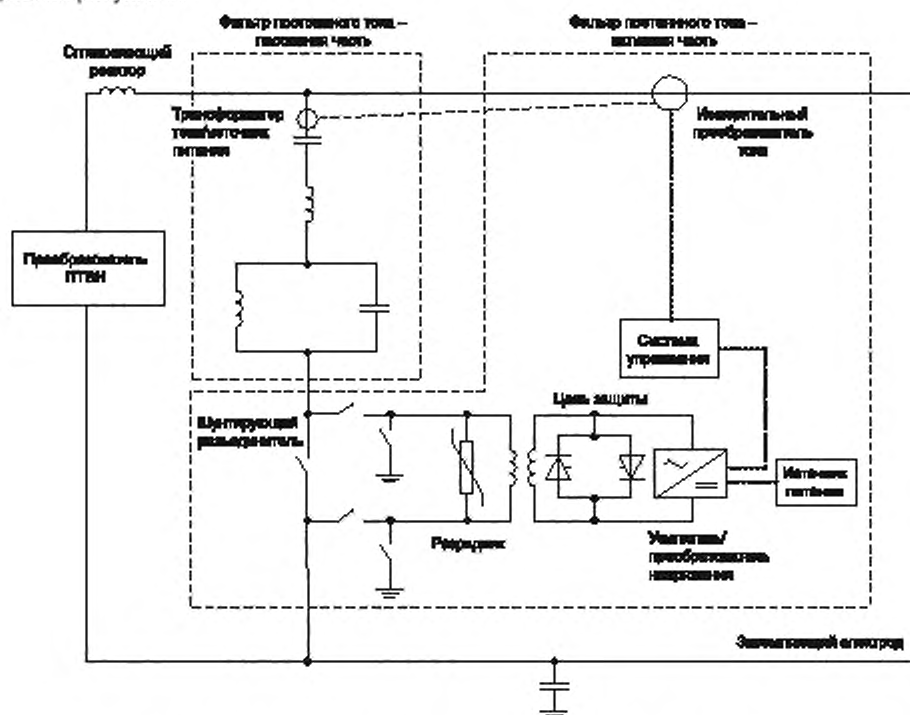 Фильтр постоянного тока –
пассивная часть
Фильтр постоянного тока –
активная часть
Сглаживающий
реактор
Трансформатор
тока/источник
питания
Измерительный
преобразователь
тока
Преобразователь
ПТВН
Система
управления
Цепь защиты
Шунтирующий
разъединитель
Источник
питания
Разрядник
Усилитель/
преобразователь
напряжения
Заземляющий электрод